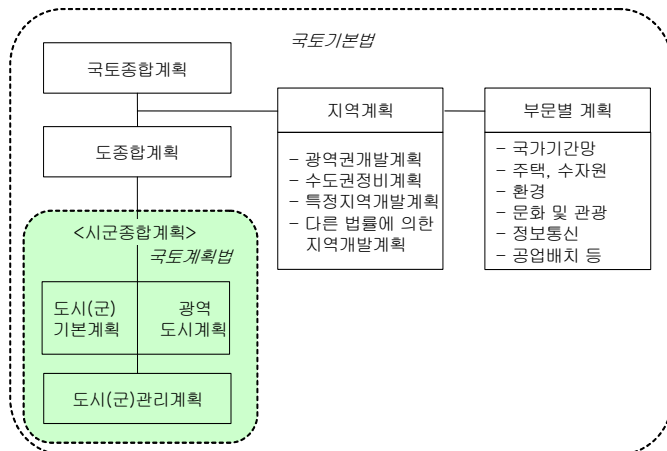 국토기본법
국토종합계획
지역계획
부문별 계획
도종합계획
– 광역권개발계획
– 수도권정비계획
– 특정지역개발계획
– 다른 법률에 의한
지역개발계획
– 국가기간망
– 주택, 수자원
– 환경
– 문화 및 관광
– 정보통신
– 공업배치 등
<시군종합계획>
국토계획법
도시(군)
기본계획
광역
도시계획
도시(군)관리계획